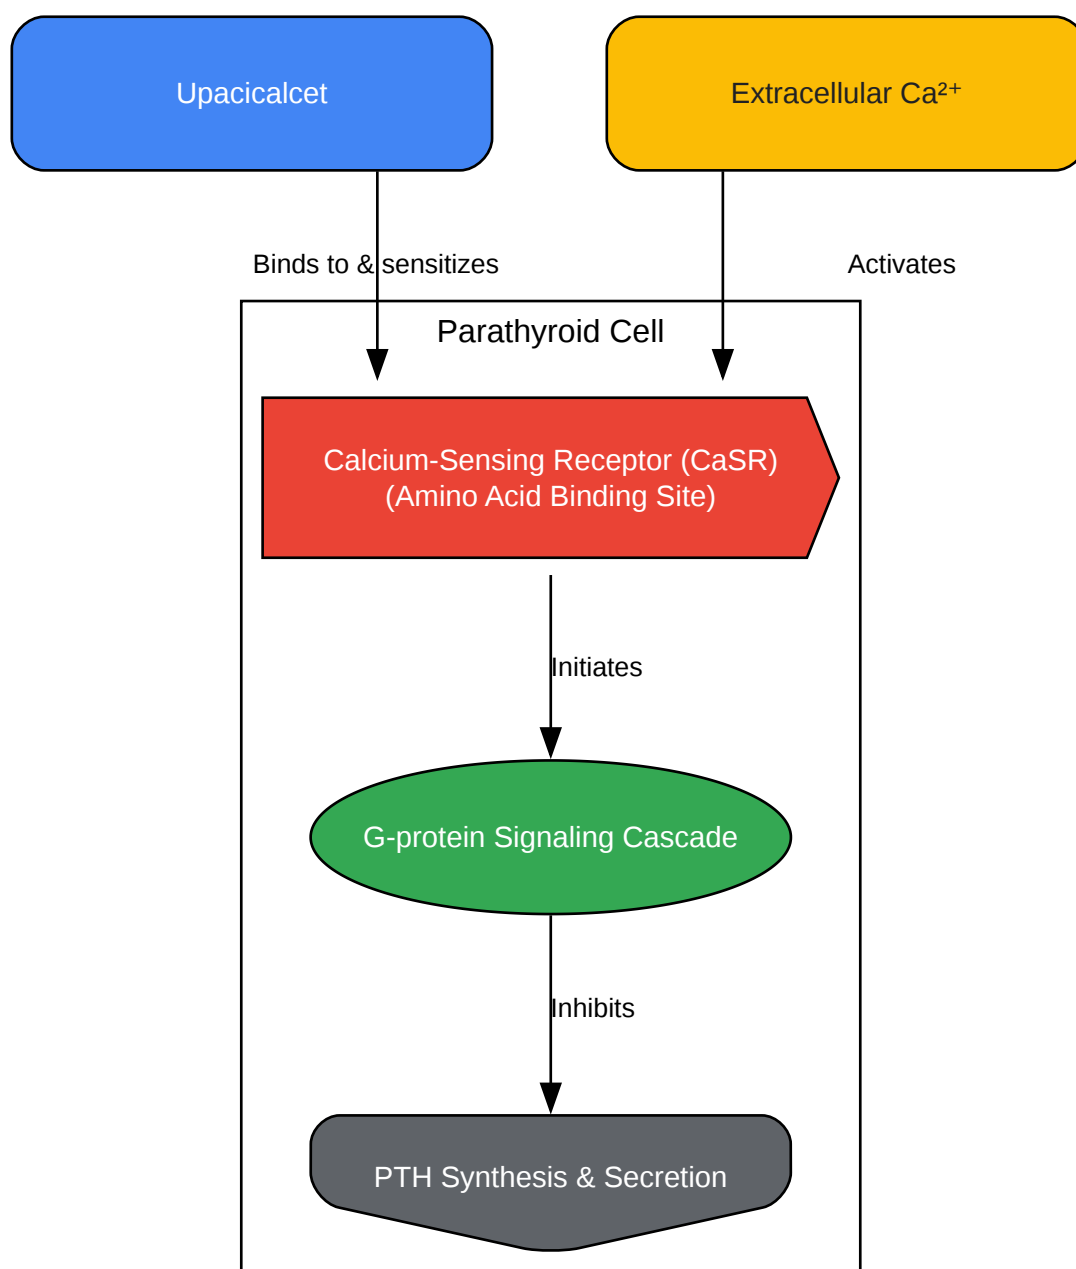 Upacicalcet
Extracellular Ca²⁺
Binds to & sensitizes
Activates
Parathyroid Cell
Calcium-Sensing Receptor (CaSR)
(Amino Acid Binding Site)
Initiates
G-protein Signaling Cascade
Inhibits
PTH Synthesis & Secretion